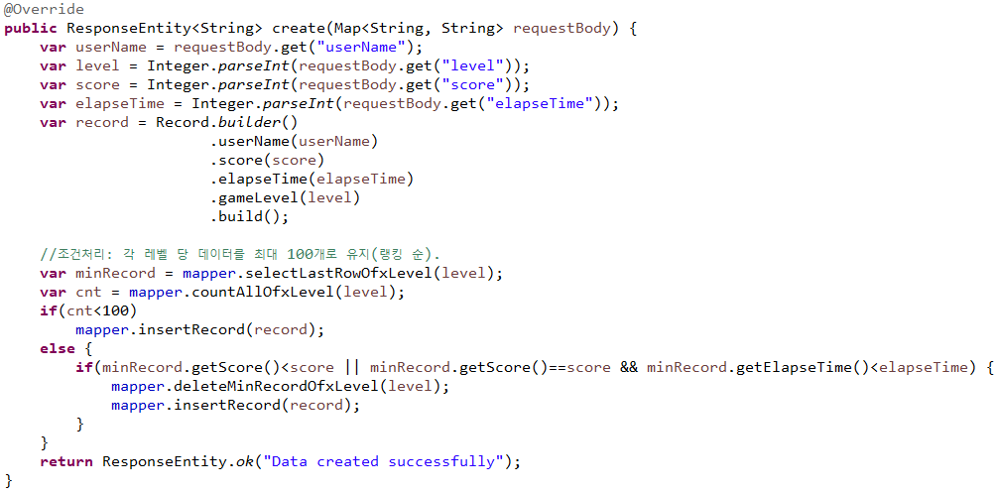 @Override
public ResponseEntity<String> create(Map<String, String> requestBody) {
    var userName = requestBody.get("userName");
    var level = Integer.parseInt(requestBody.get("level"));
    var score = Integer.parseInt(requestBody.get("score"));
    var elapseTime = Integer.parseInt(requestBody.get("elapseTime"));
    var record = Record.builder()
                       .userName(userName)
                       .score(score)
                       .elapseTime(elapseTime)
                       .gameLevel(level)
                       .build();
    //조건처리: 각 레벨 당 데이터를 최대 100개로 유지(랭킹 순).
    var minRecord = mapper.selectLastRowOfxLevel(level);
    var cnt = mapper.countAllOfxLevel(level);
    if(cnt<100)
        mapper.insertRecord(record);
    else {
        if(minRecord.getScore()<score || minRecord.getScore()==score && minRecord.getElapseTime()<elapseTime) {
            mapper.deleteMinRecordOfxLevel(level);
            mapper.insertRecord(record);
        }
    }
    return ResponseEntity.ok("Data created successfully");
}